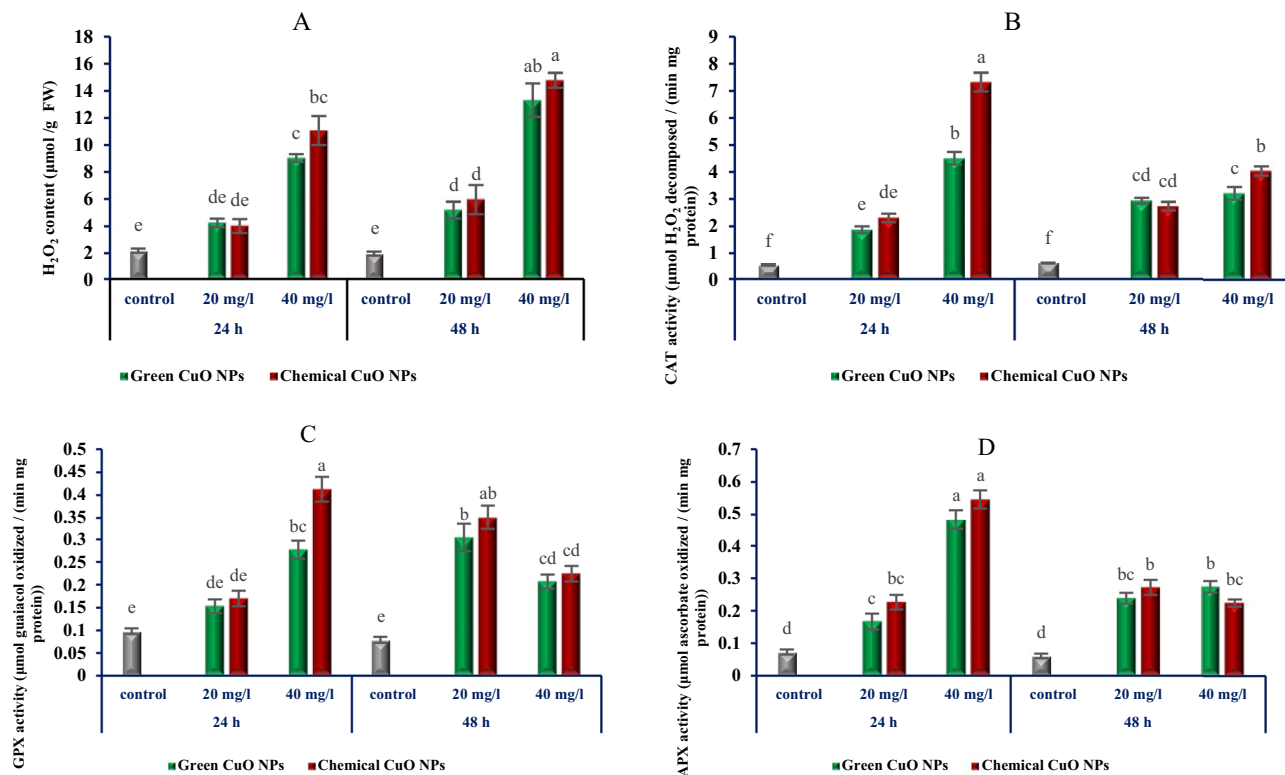 A
H₂O₂ content (µmol /g FW)
18
16
14
12
10
8
6
4
2
0
e
de
de
c
bc
e
d
d
ab
a
control
20 mg/l
40 mg/l
control
20 mg/l
40 mg/l
24 h
48 h
Green CuO NPs
Chemical CuO NPs
B
CAT activity (µmol H₂O₂ decomposed / (min mg
protein))
9
8
7
6
5
4
3
2
1
0
f
e
de
b
a
f
cd
cd
c
b
control
20 mg/l
40 mg/l
control
20 mg/l
40 mg/l
24 h
48 h
Green CuO NPs
Chemical CuO NPs
C
GPX activity (µmol guaiacol oxidized / (min mg
protein))
0.5
0.45
0.4
0.35
0.3
0.25
0.2
0.15
0.1
0.05
0
e
de
de
bc
a
e
b
ab
cd
cd
control
20 mg/l
40 mg/l
control
20 mg/l
40 mg/l
24 h
48 h
Green CuO NPs
Chemical CuO NPs
D
APX activity (µmol ascorbate oxidized / (min mg
protein))
0.7
0.6
0.5
0.4
0.3
0.2
0.1
0
d
c
bc
a
a
d
bc
b
b
bc
control
20 mg/l
40 mg/l
control
20 mg/l
40 mg/l
24 h
48 h
Green CuO NPs
Chemical CuO NPs